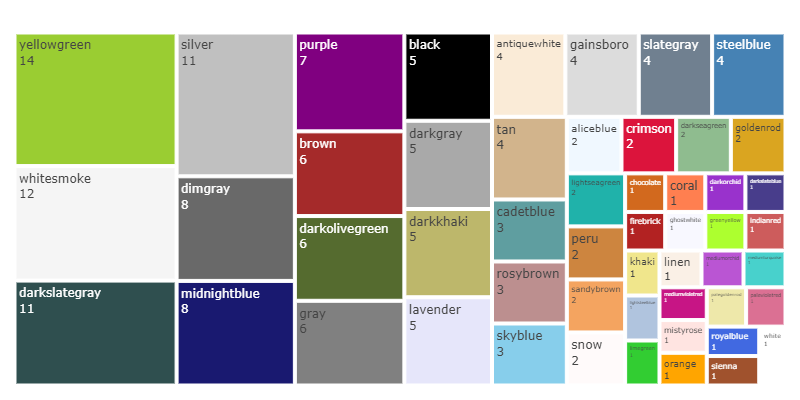 yellowgreen
14
whitesmoke
12
darkslategray
11
silver
11
dimgray
8
midnightblue
8
purple
7
brown
6
darkolivegreen
6
gray
6
black
5
darkgray
5
darkkhaki
5
lavender
5
antiquewhite
4
gainsboro
4
slategray
4
steelblue
4
tan
4
cadetblue
3
rosybrown
3
skyblue
3
aliceblue
2
crimson
2
darkseagreen
2
goldenrod
2
lightseagreen
2
peru
2
sandybrown
2
snow
2
chocolate
1
coral
1
darkorchid
1
darkslateblue
1
firebrick
1
ghostwhite
1
greenyellow
1
indianred
1
khaki
1
lightsteelblue
1
limegreen
1
linen
1
mediumorchid
1
mediumturquoise
1
mediumvioletred
1
palegoldenrod
1
palevioletred
1
mistyrose
1
orange
1
royalblue
1
sienna
1
white
1